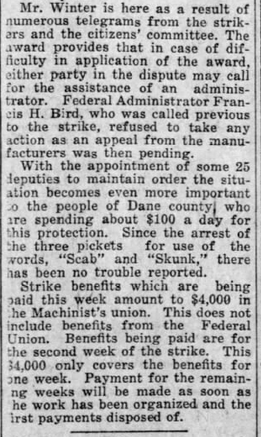 Mr. Winter is here as a result of
numerous telegrams from the strik-
ers and the citizens' committee. The
award provides that in case of dif-
ficulty in application of the award,
either party in the dispute may call
for the assistance of an adminis-
trator. Federal Administrator Fran-
cis H. Bird, who was called previous
to the strike, refused to take any
action as an appeal from the manu-
facturers was then pending.
With the appointment of some 25
deputies to maintain order the situ-
ation becomes even more important
to the people of Dane county, who
are spending about $100 a day for
this protection. Since the arrest of
the three pickets for use of the
words, "Scab" and "Skunk," there
has been no trouble reported.
Strike benefits which are being
paid this week amount to $4,000 in
the Machinist's union. This does not
include benefits from the Federal
Union. Benefits being paid are for
the second week of the strike. This
$4,000 only covers the benefits for
one week. Payment for the remain-
ing weeks will be made as soon as
the work has been organized and the
first payments disposed of.